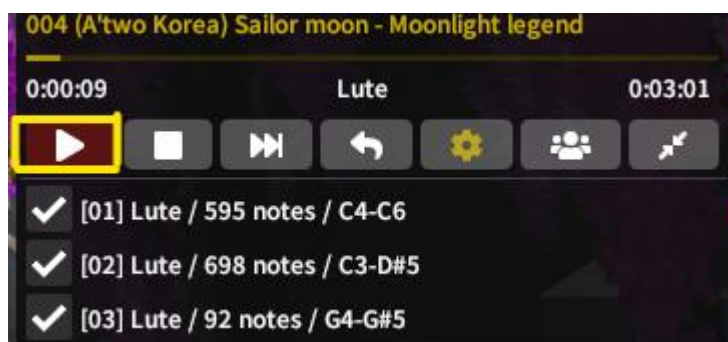 004 (A'two Korea) Sailor moon - Moonlight legend
0:00:09 Lute 0:03:01
[01] Lute / 595 notes / C4-C6
[02] Lute / 698 notes / C3-D#5
[03] Lute / 92 notes / G4-G#5